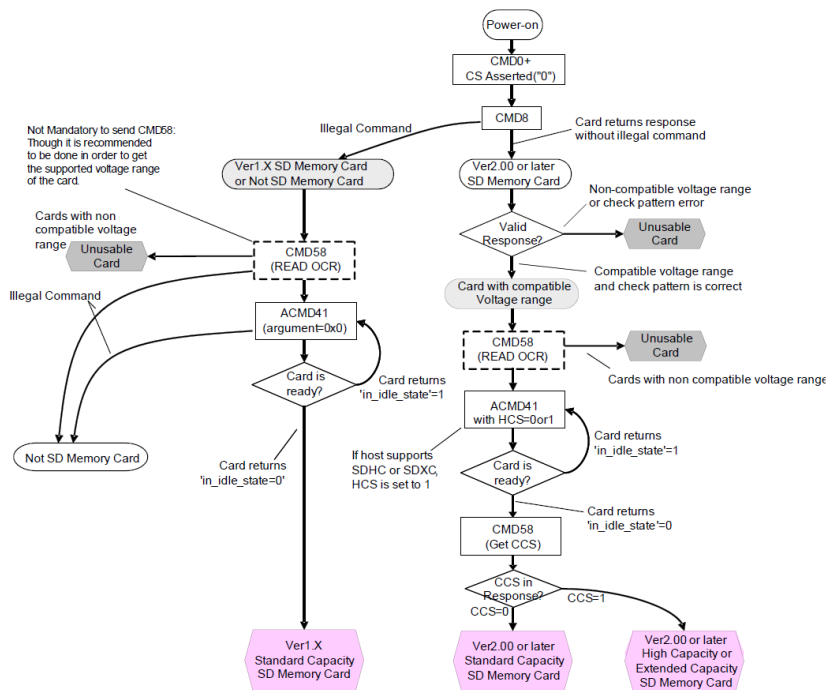 Power-on
CMD0+
CS Asserted("0")
CMD8
Illegal Command
Card returns response
without illegal command
Not Mandatory to send CMD58:
Though it is recommended
to be done in order to get
the supported voltage range
of the card.
Ver1.X SD Memory Card
or Not SD Memory Card
Ver2.00 or later
SD Memory Card
Non-compatible voltage range
or check pattern error
Cards with non
compatible voltage
range
Unusable
Card
CMD58
(READ OCR)
Valid
Response?
Unusable
Card
Compatible voltage range
and check pattern is correct
Card with compatible
Voltage range
Illegal Command
ACMD41
(argument=0x0)
CMD58
(READ OCR)
Unusable
Card
Cards with non compatible voltage range
Card is
ready?
Card returns
'in_idle_state'=1
ACMD41
with HCS=0or1
Card returns
'in_idle_state'=1
If host supports
SDHC or SDXC,
HCS is set to 1
Not SD Memory Card
Card returns
'in_idle_state=0'
Card is
ready?
Card returns
'in_idle_state'=0
CMD58
(Get CCS)
CCS in
Response?
CCS=0
CCS=1
Ver1.X
Standard Capacity
SD Memory Card
Ver2.00 or later
Standard Capacity
SD Memory Card
Ver2.00 or later
High Capacity or
Extended Capacity
SD Memory Card